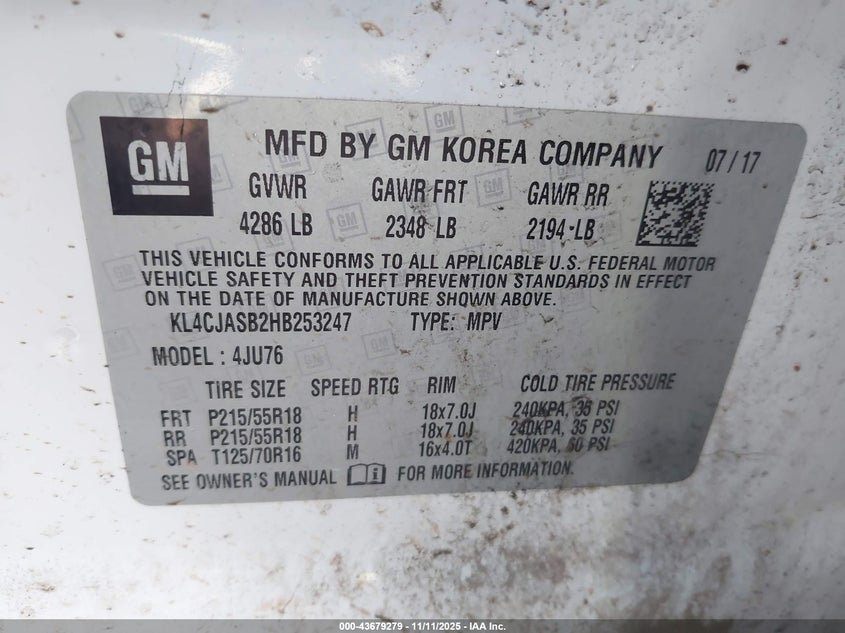 GM MFD BY GM KOREA COMPANY 07/17
GVWR GAWR FRT GAWR RR
4286 LB 2348 LB 2194 LB
THIS VEHICLE CONFORMS TO ALL APPLICABLE U.S. FEDERAL MOTOR
VEHICLE SAFETY AND THEFT PREVENTION STANDARDS IN EFFECT
ON THE DATE OF MANUFACTURE SHOWN ABOVE.
KL4CJASB2HB253247 TYPE: MPV
MODEL : 4JU76
TIRE SIZE SPEED RTG RIM COLD TIRE PRESSURE
FRT P215/55R18 H 18x7.0J 240KPA, 35 PSI
RR P215/55R18 H 18x7.0J 240KPA, 35 PSI
SPA T125/70R16 M 16x4.0T 420KPA, 60 PSI
SEE OWNER'S MANUAL FOR MORE INFORMATION.
000-43679279 - 11/11/2025 - IAA Inc.